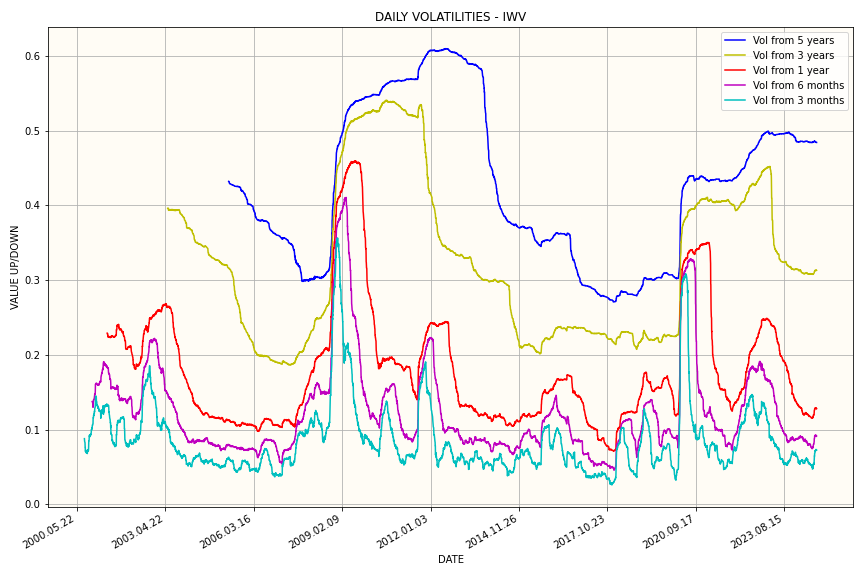 DAILY VOLATILITIES - IWV
Vol from 5 years
Vol from 3 years
Vol from 1 year
Vol from 6 months
Vol from 3 months
VALUE UP/DOWN
0.6
0.5
0.4
0.3
0.2
0.1
0.0
2000.05.22
2003.04.22
2006.03.16
2009.02.09
2012.01.03
2014.11.26
2017.10.23
2020.09.17
2023.08.15
DATE